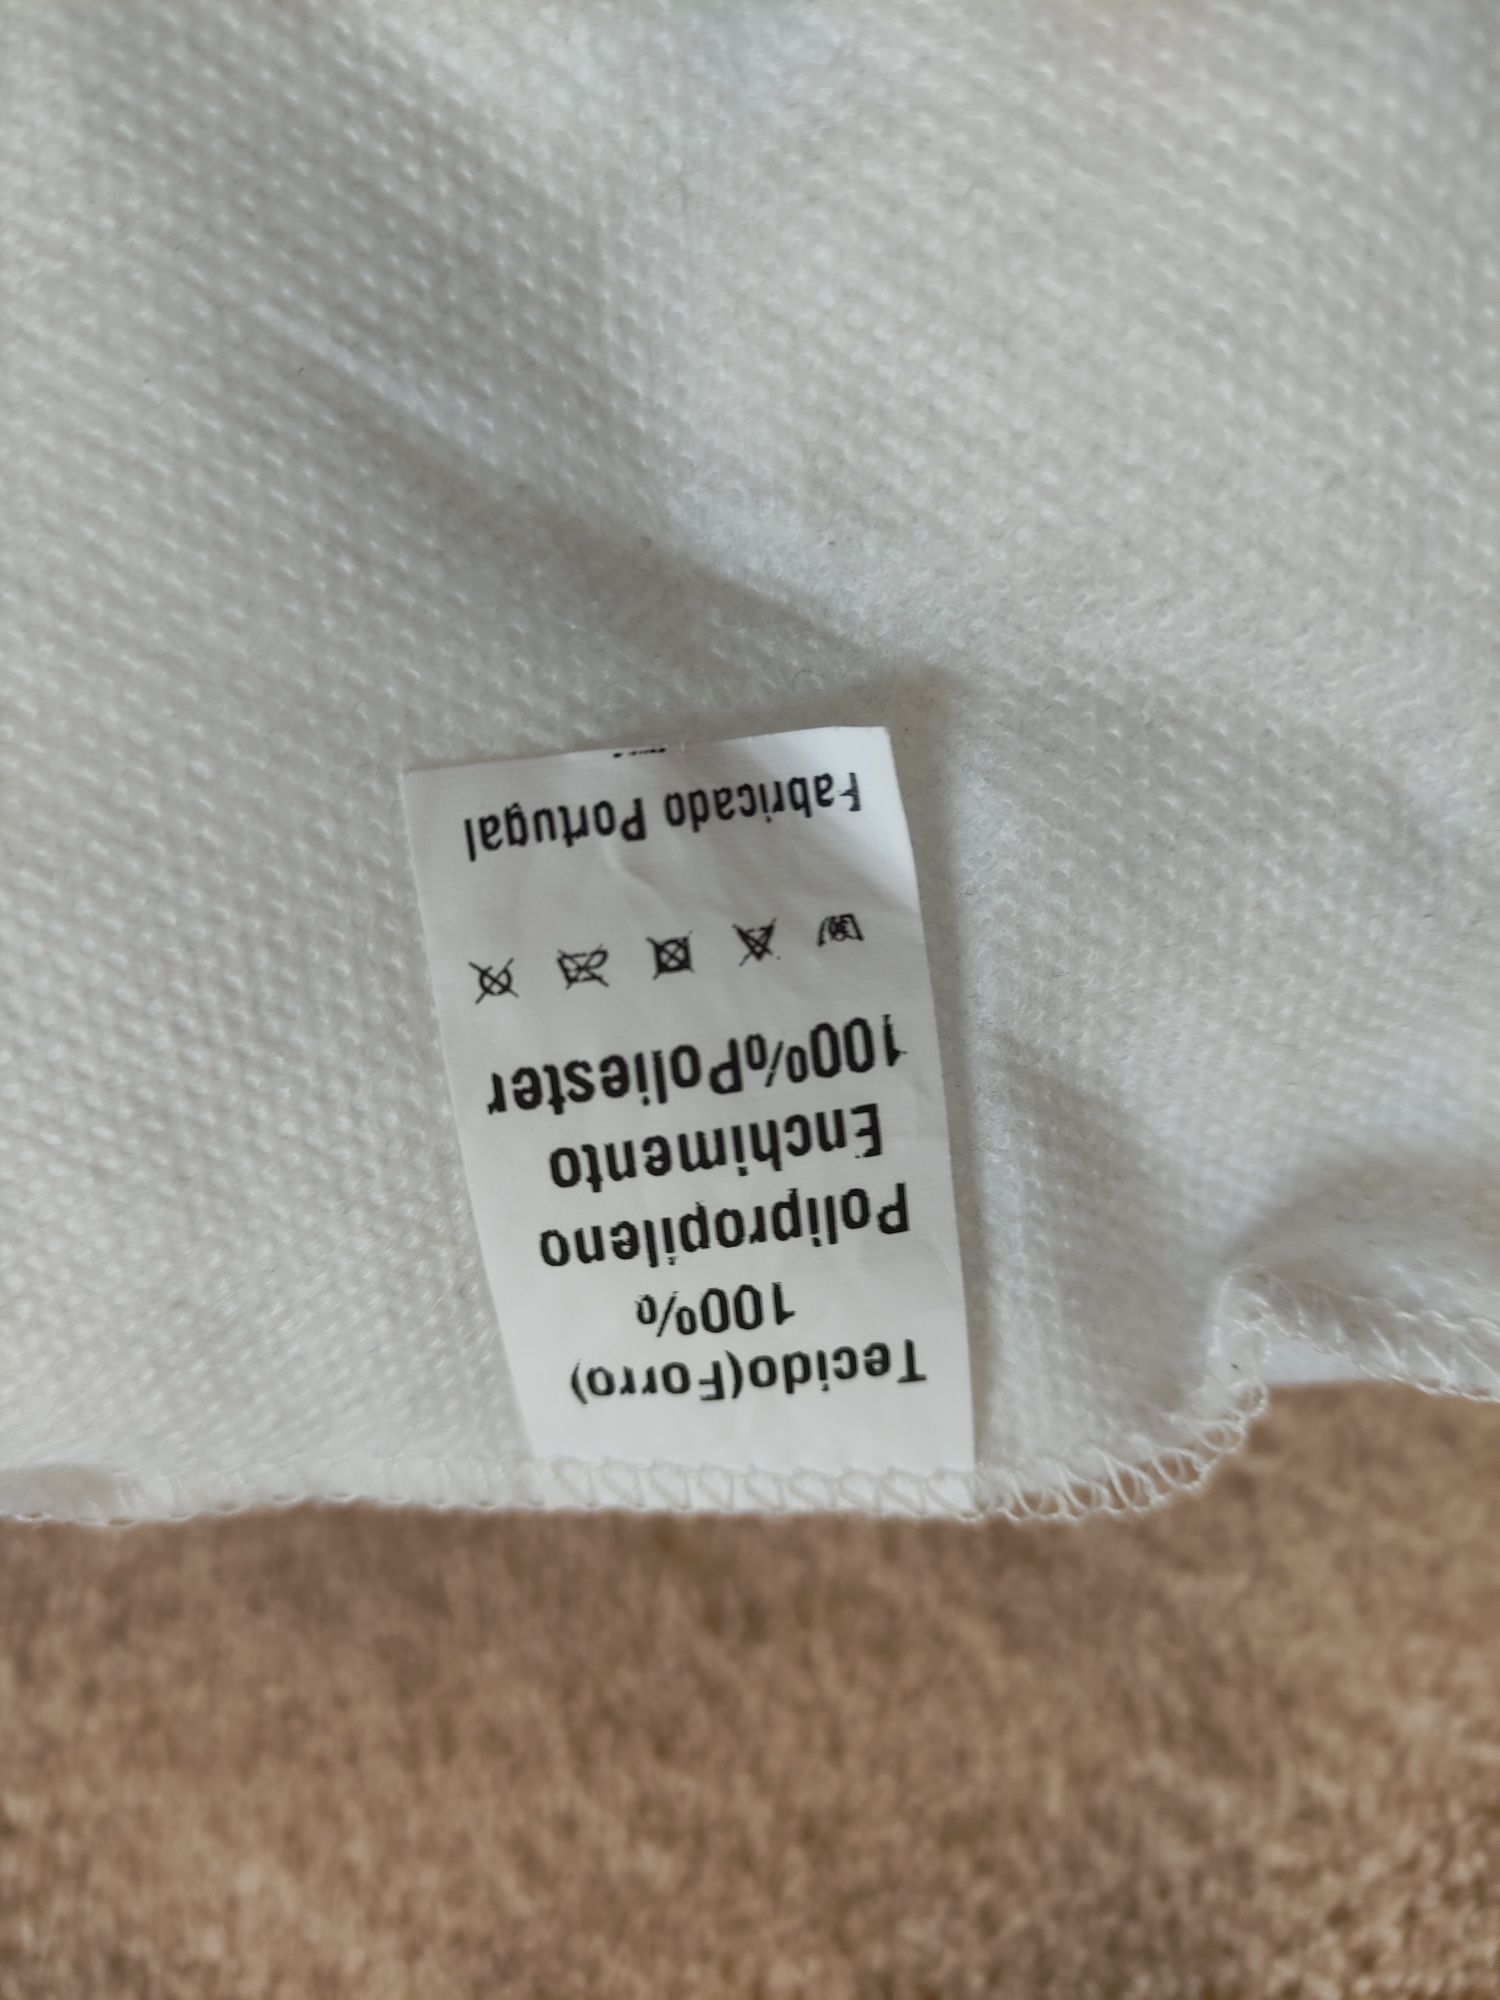 Tecido(Forro)
100%
Polipropileno
Enchimento
100%Poliester
Fabricado Portugal